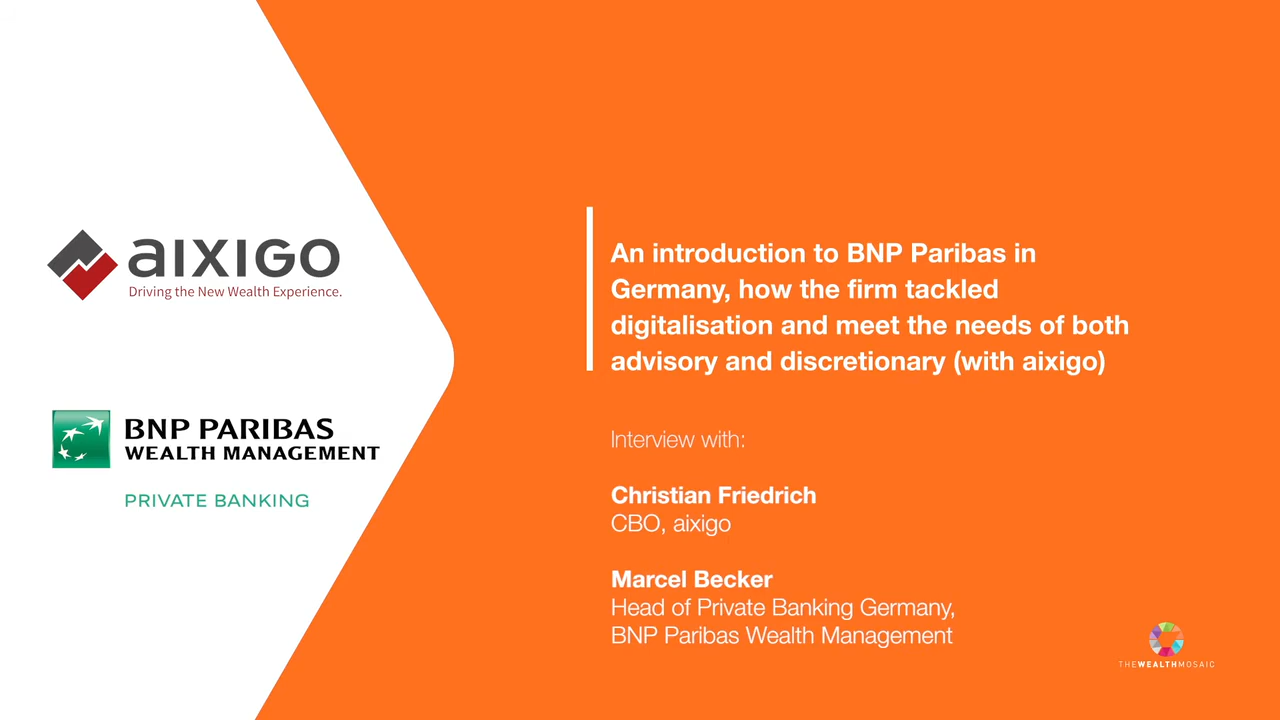 aixigo
Driving the New Wealth Experience.
BNP PARIBAS
WEALTH MANAGEMENT
PRIVATE BANKING
An introduction to BNP Paribas in
Germany, how the firm tackled
digitalisation and meet the needs of both
advisory and discretionary (with aixigo)
Interview with:
Christian Friedrich
CBO, aixigo
Marcel Becker
Head of Private Banking Germany,
BNP Paribas Wealth Management
THEWEALTHMOSAIC